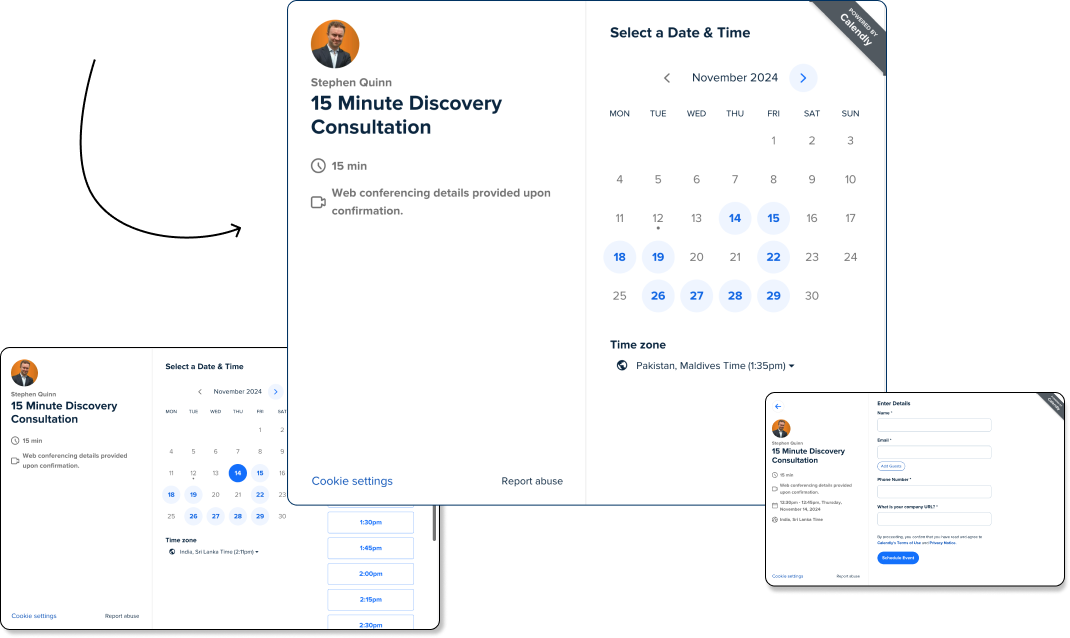 Stephen Quinn
15 Minute Discovery
Consultation
15 min
Web conferencing details provided upon
confirmation.
Cookie settings
Report abuse
Select a Date & Time
POWERED BY
Calendly
November 2024
MON TUE WED THU FRI SAT SUN
1 2 3
4 5 6 7 8 9 10
11 12 13 14 15 16 17
18 19 20 21 22 23 24
25 26 27 28 29 30
Time zone
Pakistan, Maldives Time (1:35pm)
Stephen Quinn
15 Minute Discovery
Consultation
15 min
Web conferencing details provided
upon confirmation.
Cookie settings
Report abuse
Select a Date & Time
November 2024
MON TUE WED THU FRI SAT
1 2
4 5 6 7 8 9
11 12 13 14 15 16
18 19 20 21 22 23
25 26 27 28 29 30
Time zone
India, Sri Lanka Time (2:11pm)
1:30pm
1:45pm
2:00pm
2:15pm
2:30pm
Stephen Quinn
15 Minute Discovery
Consultation
15 min
Web conferencing details provided
upon confirmation.
12:30pm - 12:45pm, Thursday,
November 14, 2024
India, Sri Lanka Time
Cookie settings
Report abuse
Calendly
Enter Details
Name *
Email *
Add Guests
Phone Number *
What is your company URL? *
By proceeding, you confirm that you have read and agree to
Calendly's Terms of Use and Privacy Notice.
Schedule Event